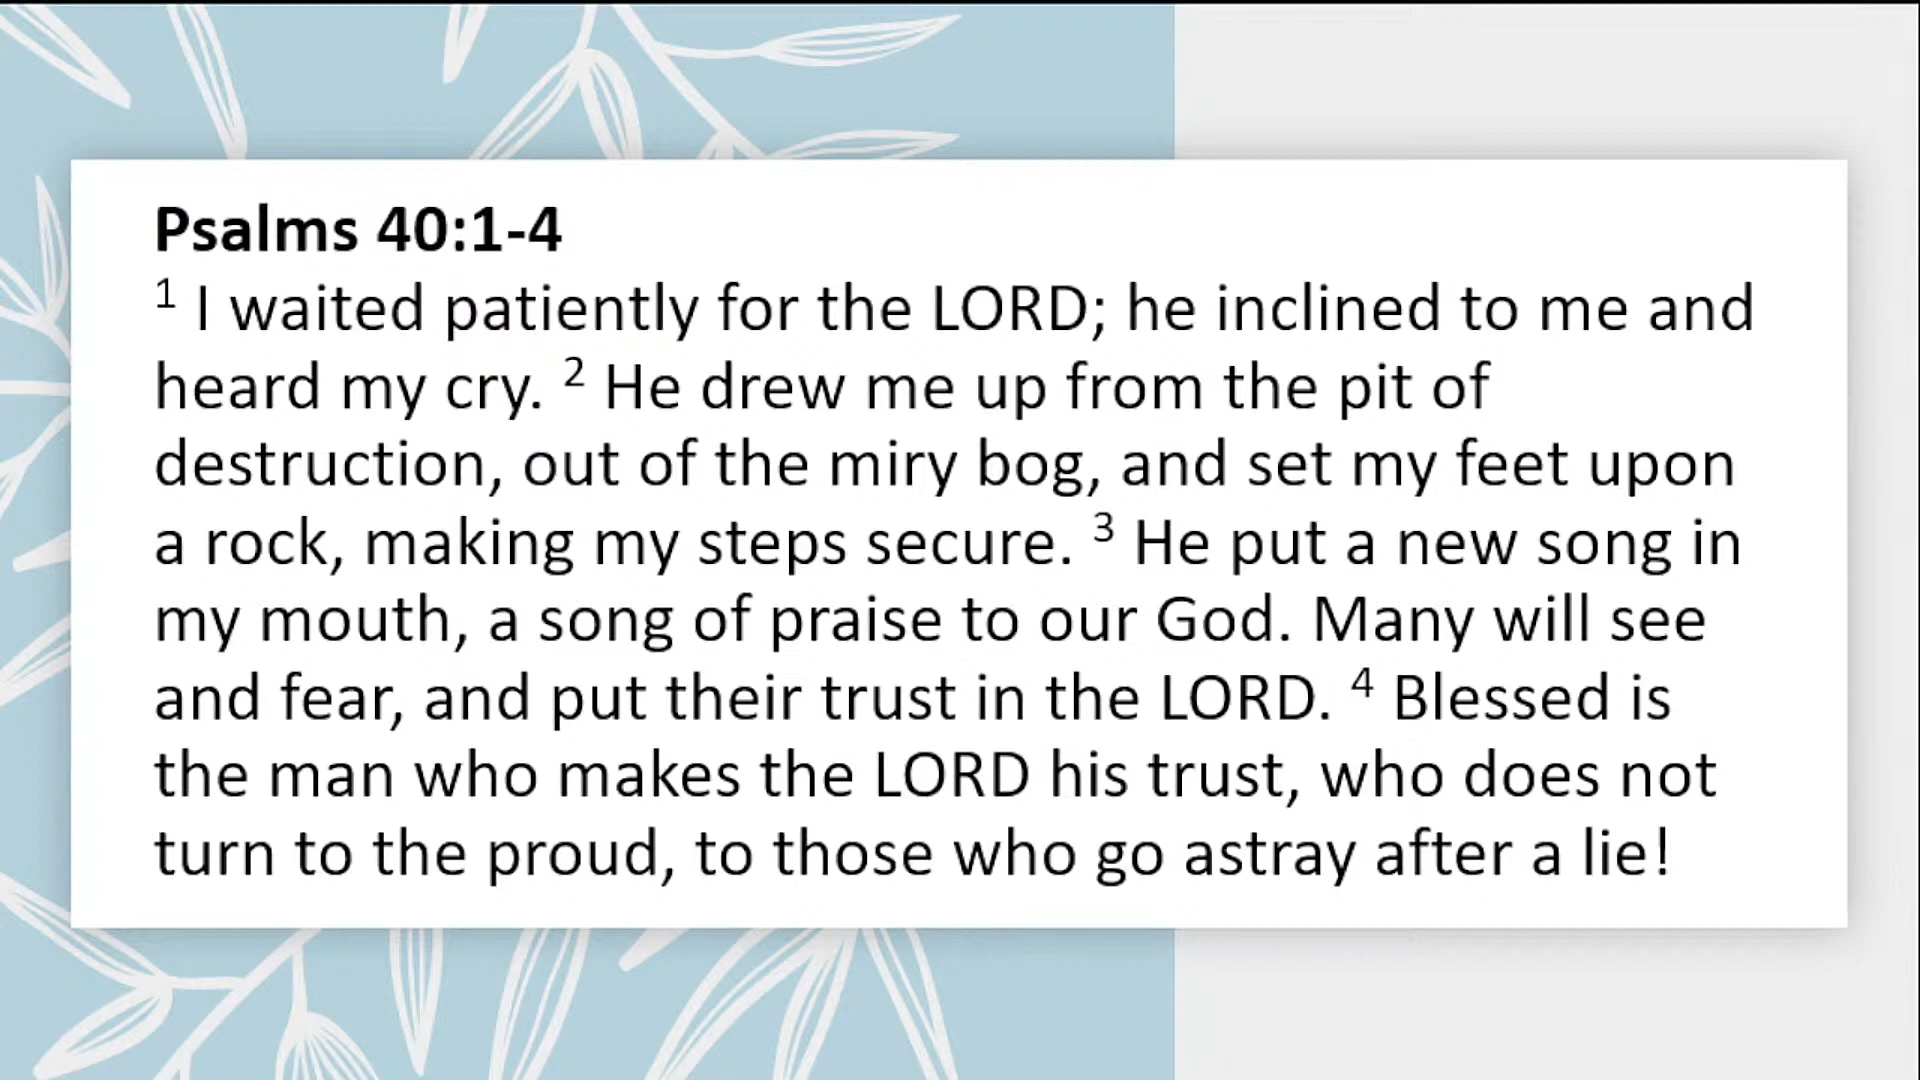 Psalms 40:1-4
1 I waited patiently for the LORD; he inclined to me and
heard my cry. 2 He drew me up from the pit of
destruction, out of the miry bog, and set my feet upon
a rock, making my steps secure. 3 He put a new song in
my mouth, a song of praise to our God. Many will see
and fear, and put their trust in the LORD. 4 Blessed is
the man who makes the LORD his trust, who does not
turn to the proud, to those who go astray after a lie!